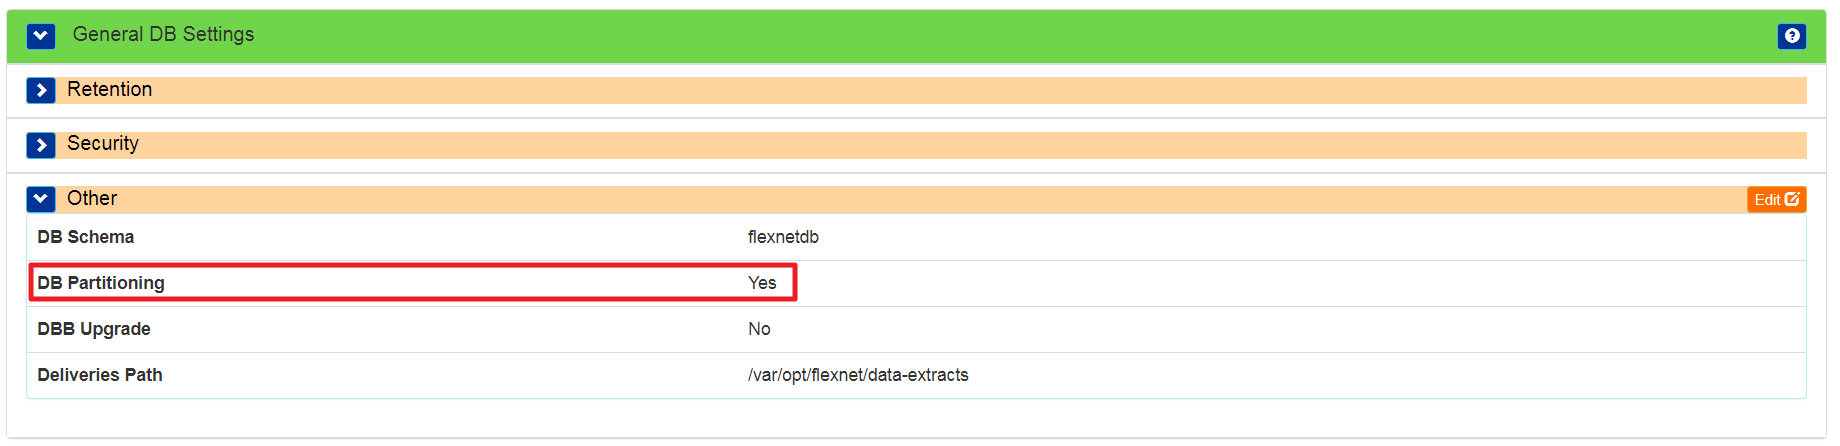 General DB Settings
Retention
Security
Other
Edit
DB Schema flexnetdb
DB Partitioning Yes
DBB Upgrade No
Deliveries Path /var/opt/flexnet/data-extracts